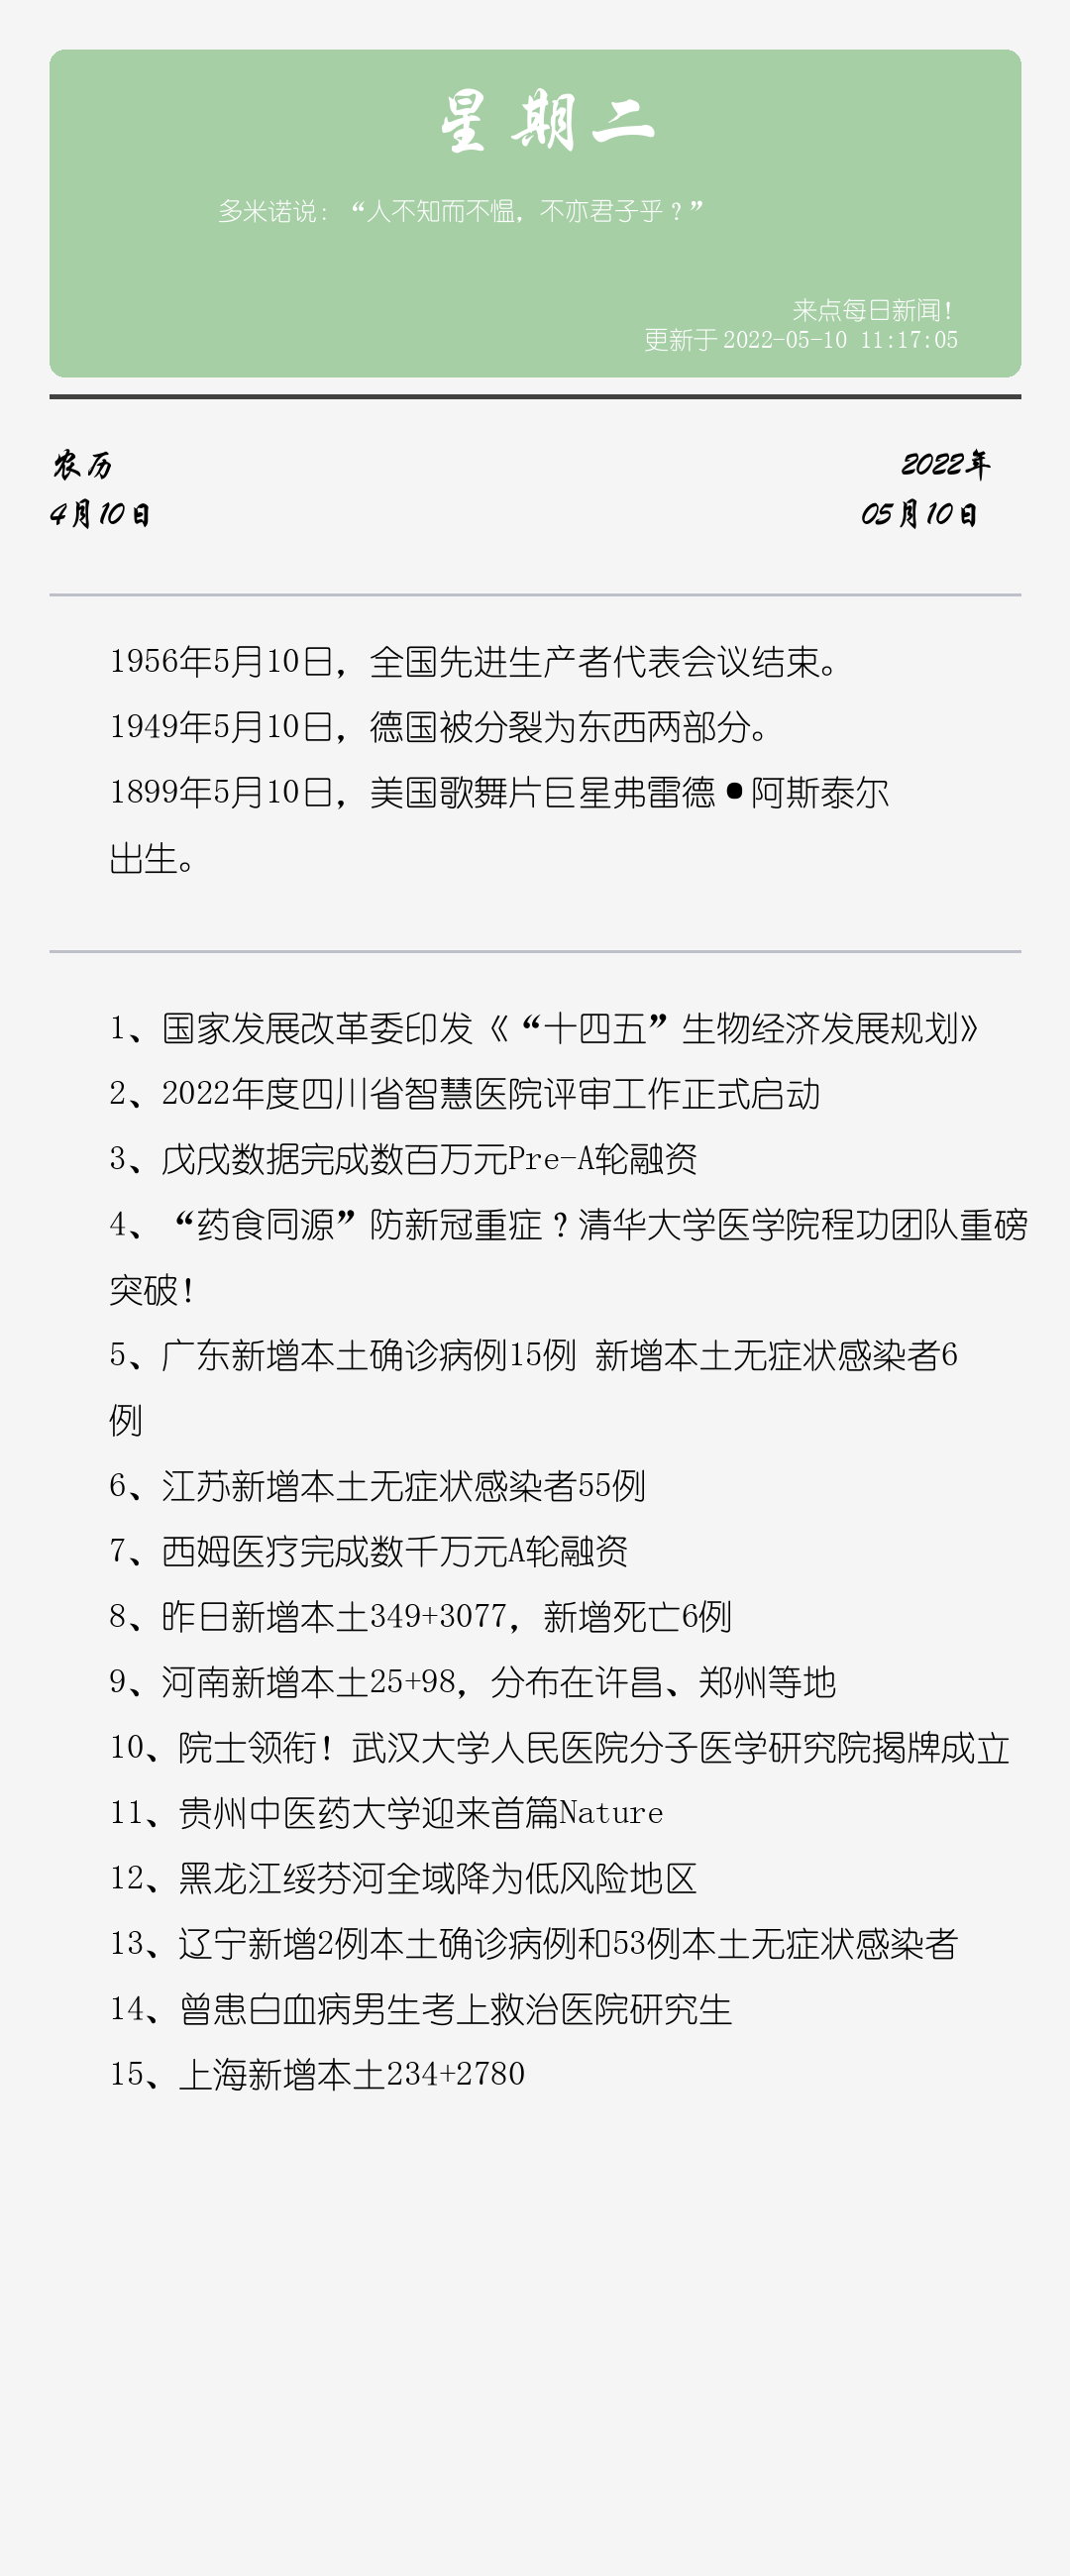 星期二
多米诺说：“人不知而不愠，不亦君子乎？”
来点每日新闻！
更新于2022-05-10 11:17:05
农历
2022年
4月10日
05月10日
1956年5月10日，全国先进生产者代表会议结束。
1949年5月10日，德国被分裂为东西两部分。
1899年5月10日，美国歌舞片巨星弗雷德•阿斯泰尔
出生。
1、国家发展改革委印发《“十四五”生物经济发展规划》
2、2022年度四川省智慧医院评审工作正式启动
3、戊戌数据完成数百万元Pre-A轮融资
4、“药食同源”防新冠重症？清华大学医学院程功团队重磅
突破！
5、广东新增本土确诊病例15例 新增本土无症状感染者6
例
6、江苏新增本土无症状感染者55例
7、西姆医疗完成数千万元A轮融资
8、昨日新增本土349+3077，新增死亡6例
9、河南新增本土25+98，分布在许昌、郑州等地
10、院士领衔！武汉大学人民医院分子医学研究院揭牌成立
11、贵州中医药大学迎来首篇Nature
12、黑龙江绥芬河全域降为低风险地区
13、辽宁新增2例本土确诊病例和53例本土无症状感染者
14、曾患白血病男生考上救治医院研究生
15、上海新增本土234+2780